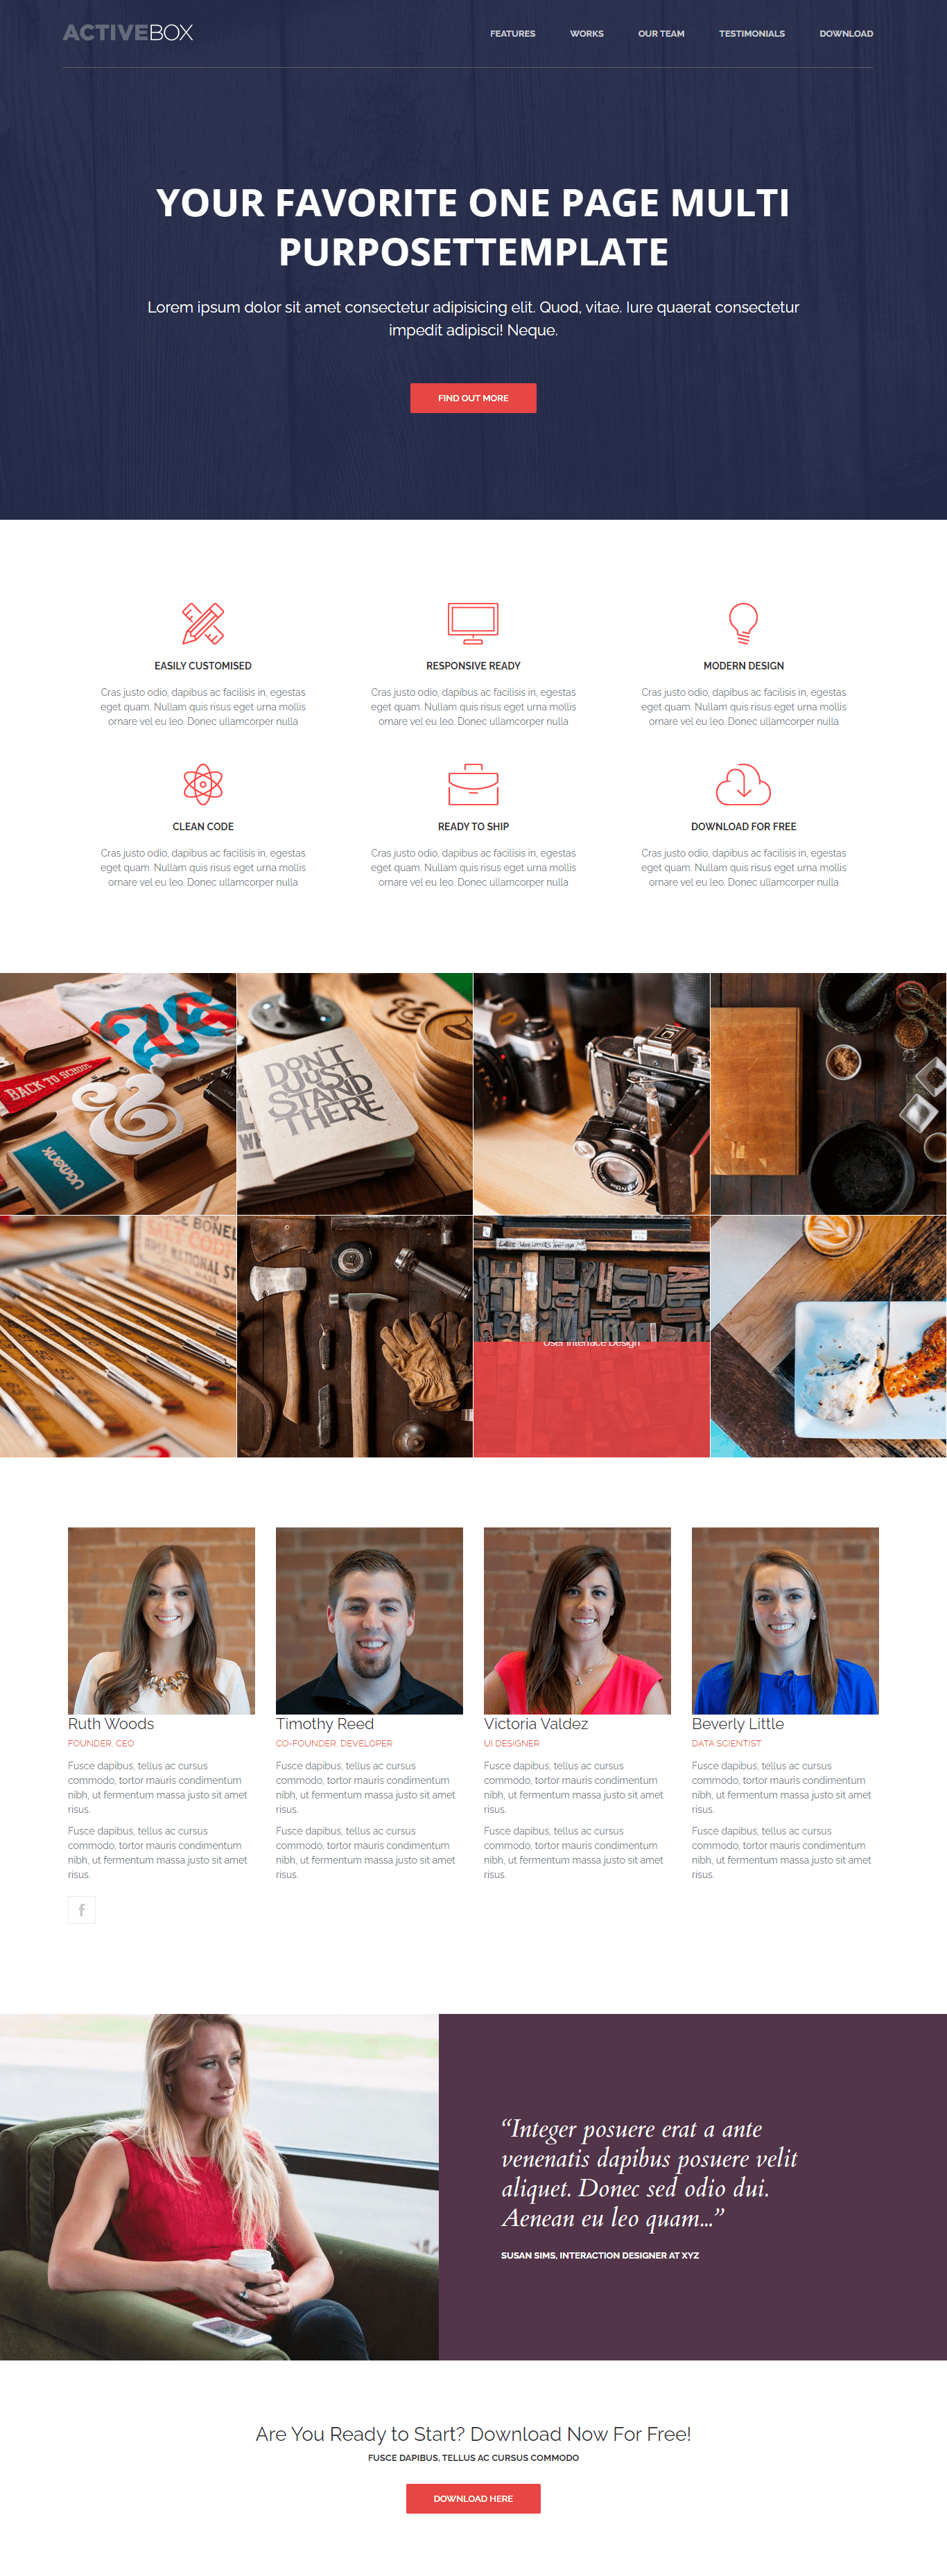 ACTIVEBOX
FEATURES WORKS OUR TEAM TESTIMONIALS DOWNLOAD
YOUR FAVORITE ONE PAGE MULTI
PURPOSETTEMPLATE
Lorem ipsum dolor sit amet consectetur adipisicing elit. Quod, vitae. Iure quaerat consectetur
impedit adipisci! Neque.
FIND OUT MORE
EASILY CUSTOMISED
Cras justo odio, dapibus ac facilisis in, egestas
eget quam. Nullam quis risus eget urna mollis
ornare vel eu leo. Donec ullamcorper nulla
RESPONSIVE READY
Cras justo odio, dapibus ac facilisis in, egestas
eget quam. Nullam quis risus eget urna mollis
ornare vel eu leo. Donec ullamcorper nulla
MODERN DESIGN
Cras justo odio, dapibus ac facilisis in, egestas
eget quam. Nullam quis risus eget urna mollis
ornare vel eu leo. Donec ullamcorper nulla
CLEAN CODE
Cras justo odio, dapibus ac facilisis in, egestas
eget quam. Nullam quis risus eget urna mollis
ornare vel eu leo. Donec ullamcorper nulla
READY TO SHIP
Cras justo odio, dapibus ac facilisis in, egestas
eget quam. Nullam quis risus eget urna mollis
ornare vel eu leo. Donec ullamcorper nulla
DOWNLOAD FOR FREE
Cras justo odio, dapibus ac facilisis in, egestas
eget quam. Nullam quis risus eget urna mollis
ornare vel eu leo. Donec ullamcorper nulla
BACK TO SCHOOL
&
UGMONK
DON'T
JUST
STAND
THERE
User Interface Design
Ruth Woods
FOUNDER, CEO
Fusce dapibus, tellus ac cursus
commodo, tortor mauris condimentum
nibh, ut fermentum massa justo sit amet
risus.
Fusce dapibus, tellus ac cursus
commodo, tortor mauris condimentum
nibh, ut fermentum massa justo sit amet
risus.
f
Timothy Reed
CO-FOUNDER, DEVELOPER
Fusce dapibus, tellus ac cursus
commodo, tortor mauris condimentum
nibh, ut fermentum massa justo sit amet
risus.
Fusce dapibus, tellus ac cursus
commodo, tortor mauris condimentum
nibh, ut fermentum massa justo sit amet
risus.
Victoria Valdez
UI DESIGNER
Fusce dapibus, tellus ac cursus
commodo, tortor mauris condimentum
nibh, ut fermentum massa justo sit amet
risus.
Fusce dapibus, tellus ac cursus
commodo, tortor mauris condimentum
nibh, ut fermentum massa justo sit amet
risus.
Beverly Little
DATA SCIENTIST
Fusce dapibus, tellus ac cursus
commodo, tortor mauris condimentum
nibh, ut fermentum massa justo sit amet
risus.
Fusce dapibus, tellus ac cursus
commodo, tortor mauris condimentum
nibh, ut fermentum massa justo sit amet
risus.
“Integer posuere erat a ante
venenatis dapibus posuere velit
aliquet. Donec sed odio dui.
Aenean eu leo quam...”
SUSAN SIMS, INTERACTION DESIGNER AT XYZ
Are You Ready to Start? Download Now For Free!
FUSCE DAPIBUS, TELLUS AC CURSUS COMMODO
DOWNLOAD HERE